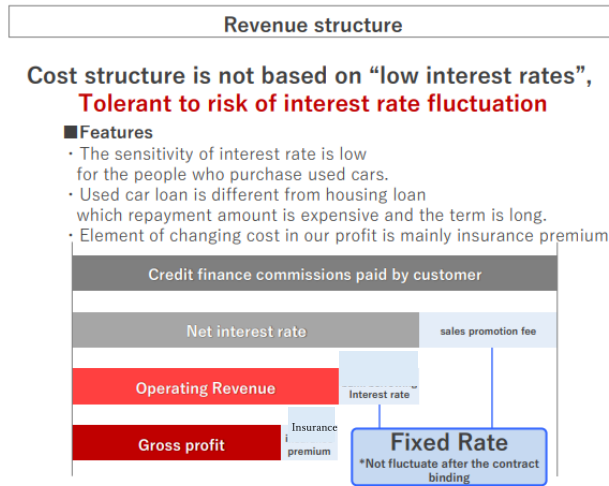 Revenue structure
Cost structure is not based on “low interest rates”,
Tolerant to risk of interest rate fluctuation
■Features
・The sensitivity of interest rate is low
for the people who purchase used cars.
・Used car loan is different from housing loan
which repayment amount is expensive and the term is long.
・Element of changing cost in our profit is mainly insurance premium
Credit finance commissions paid by customer
Net interest rate
sales promotion fee
Operating Revenue
Interest rate
Gross profit
Insurance
premium
Fixed Rate
*Not fluctuate after the contract
binding